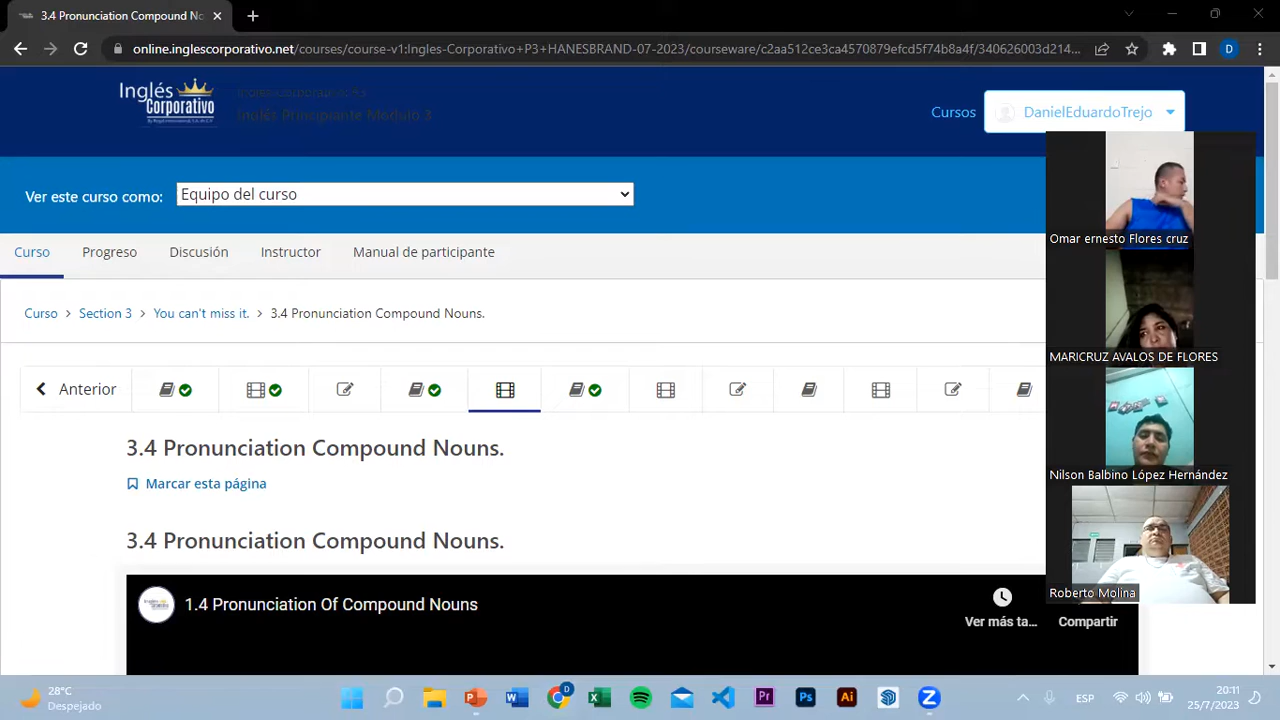 3.4 Pronunciation Compound No
online.inglescorporativo.net/courses/course-v1:Ingles-Corporativo+P3+HANESBRAND-07-2023/courseware/c2aa512ce3ca4570879efcd5f74b8a4f/340626003d214...
D
Inglés Corporativo
Inglés Principiante Módulo 3
Cursos
DanielEduardoTrejo
Ver este curso como:
Equipo del curso
Curso
Progreso
Discusión
Instructor
Manual de participante
Omar ernesto Flores cruz
Curso > Section 3 > You can't miss it. > 3.4 Pronunciation Compound Nouns.
MARICRUZ AVALOS DE FLORES
Anterior
3.4 Pronunciation Compound Nouns.
Nilson Balbino López Hernández
Marcar esta página
3.4 Pronunciation Compound Nouns.
Roberto Molina
1.4 Pronunciation Of Compound Nouns
Ver más ta...
Compartir
28°C
Despejado
ESP
20:11
25/7/2023